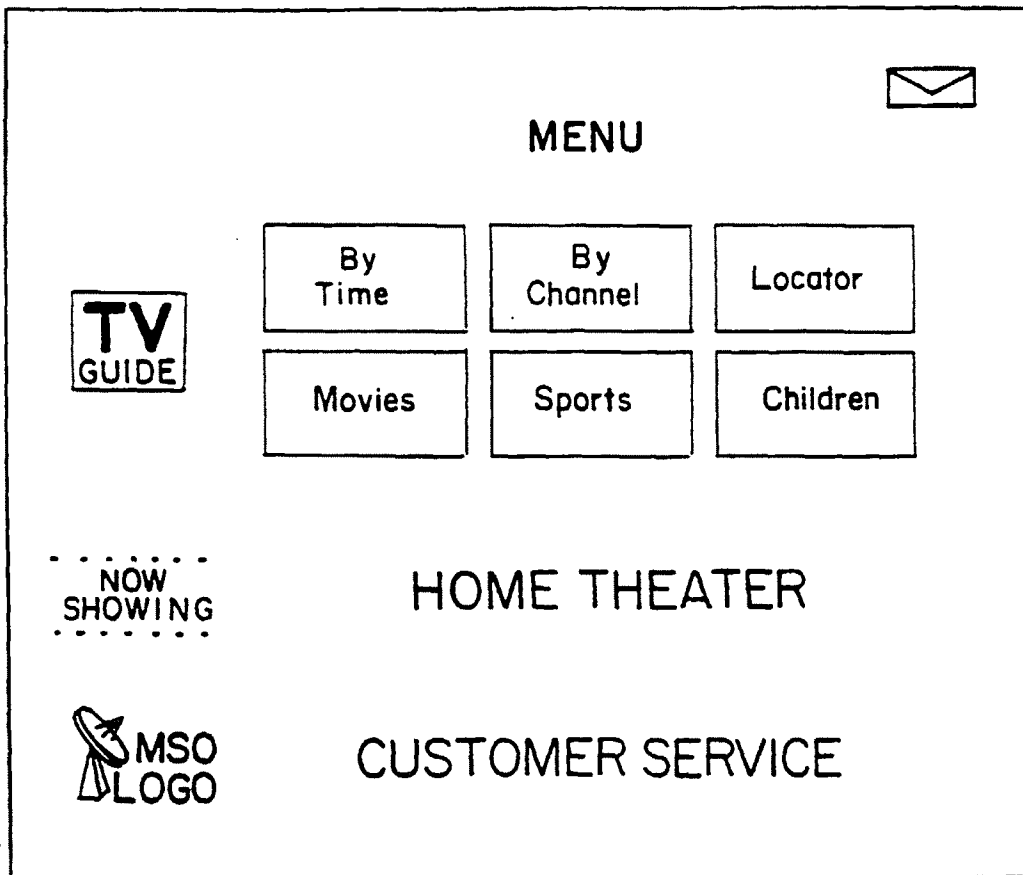 MENU
By
Time
By
Channel
Locator
TV
GUIDE
Movies
Sports
Children
NOW
SHOWING
HOME THEATER
MSO
LOGO
CUSTOMER SERVICE